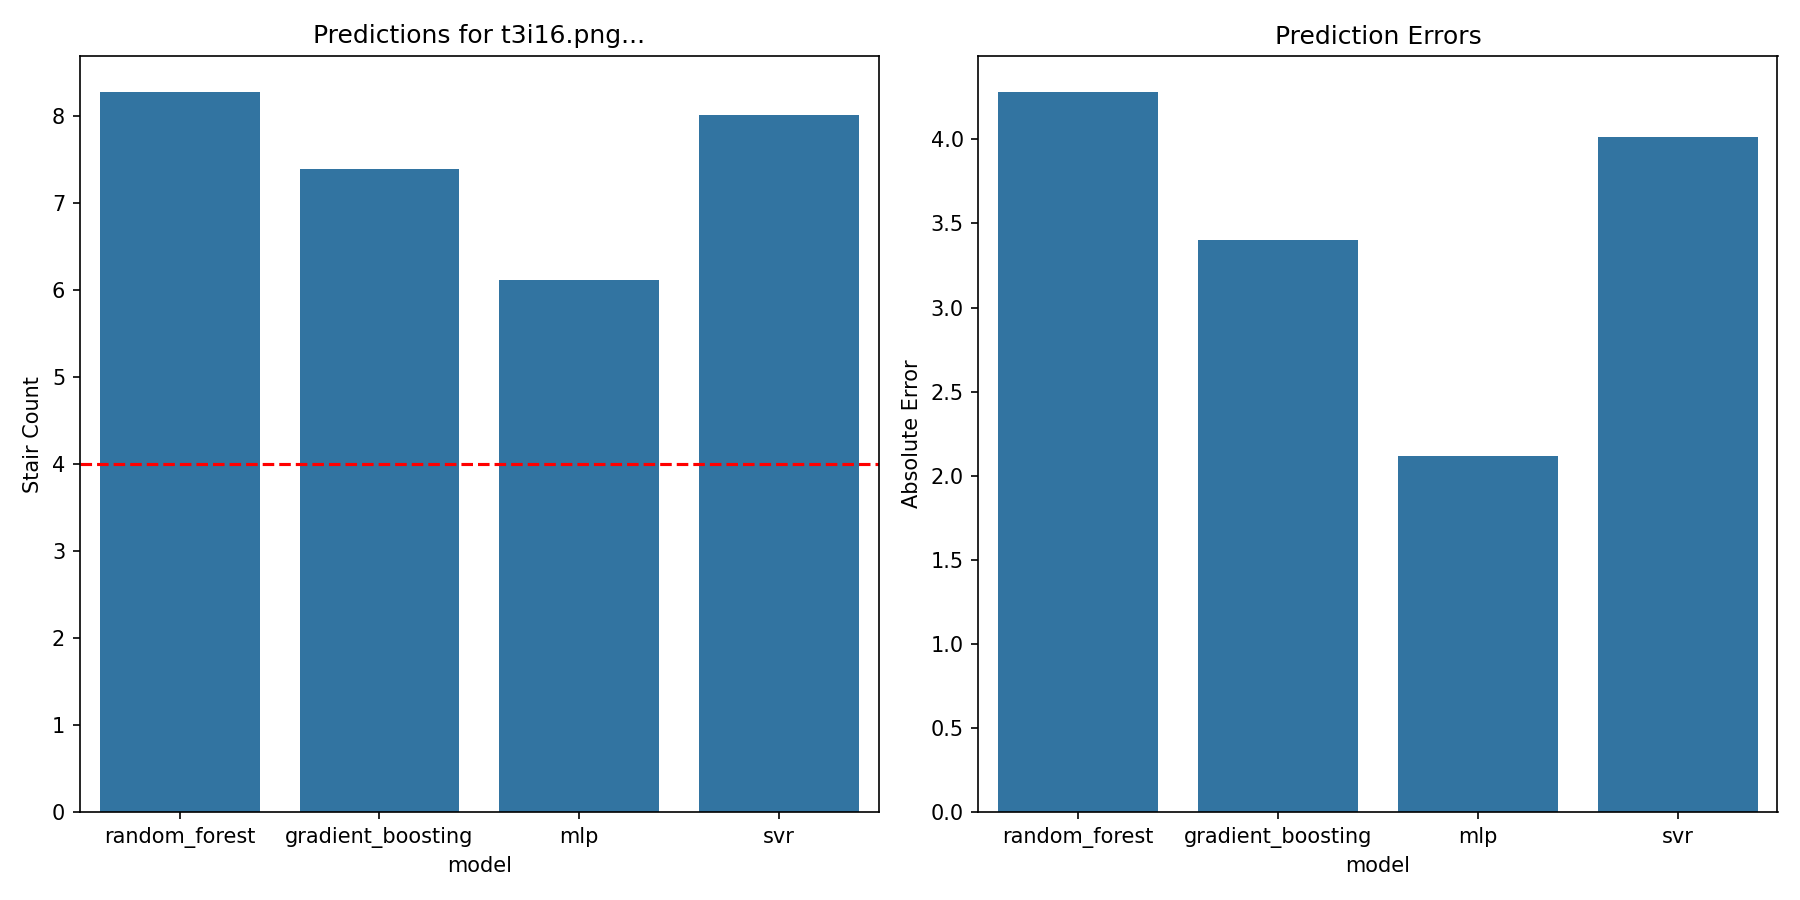 Predictions for t3i16.png...
Stair Count
8
7
6
5
4
3
2
1
0
random_forest gradient_boosting mlp svr
model
Prediction Errors
Absolute Error
4.0
3.5
3.0
2.5
2.0
1.5
1.0
0.5
0.0
random_forest gradient_boosting mlp svr
model